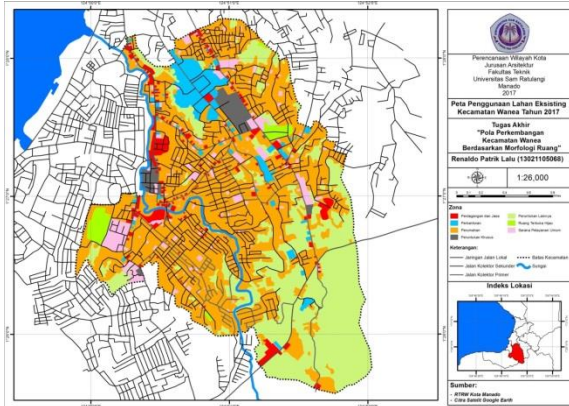 Perencanaan Wilayah Kota
Jurusan Arsitektur
Fakultas Teknik
Universitas Sam Ratulangi
Manado
2017
Peta Penggunaan Lahan Eksisting
Kecamatan Wanea Tahun 2017
Tugas Akhir
"Pola Perkembangan
Kecamatan Wanea
Berdasarkan Morfologi Ruang"
Renaldo Patrik Lalu (13021105068)
1:26,000
Zona
Perdagangan dan Jasa
Perkantoran
Perumahan
Peruntukan Khusus
Peruntukan Lainnya
Ruang Terbuka Hijau
Sarana Pelayanan Umum
Keterangan:
Jaringan Jalan Lokal
Jalan Kolektor Sekunder
Jalan Kolektor Primer
Batas Kecamatan
Sungai
Indeks Lokasi
Sumber:
- RTRW Kota Manado
- Citra Satelit Google Earth